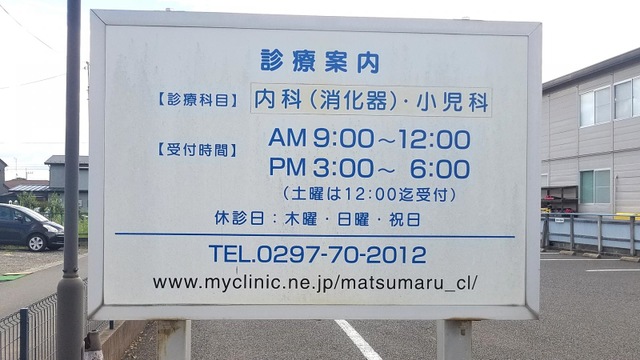 診療案内
【診療科目】 内科（消化器）・小児科
【受付時間】 AM 9:00～12:00
PM 3:00～ 6:00
（土曜は12:00迄受付）
休診日：木曜・日曜・祝日
TEL.0297-70-2012
www.myclinic.ne.jp/matsumaru_cl/